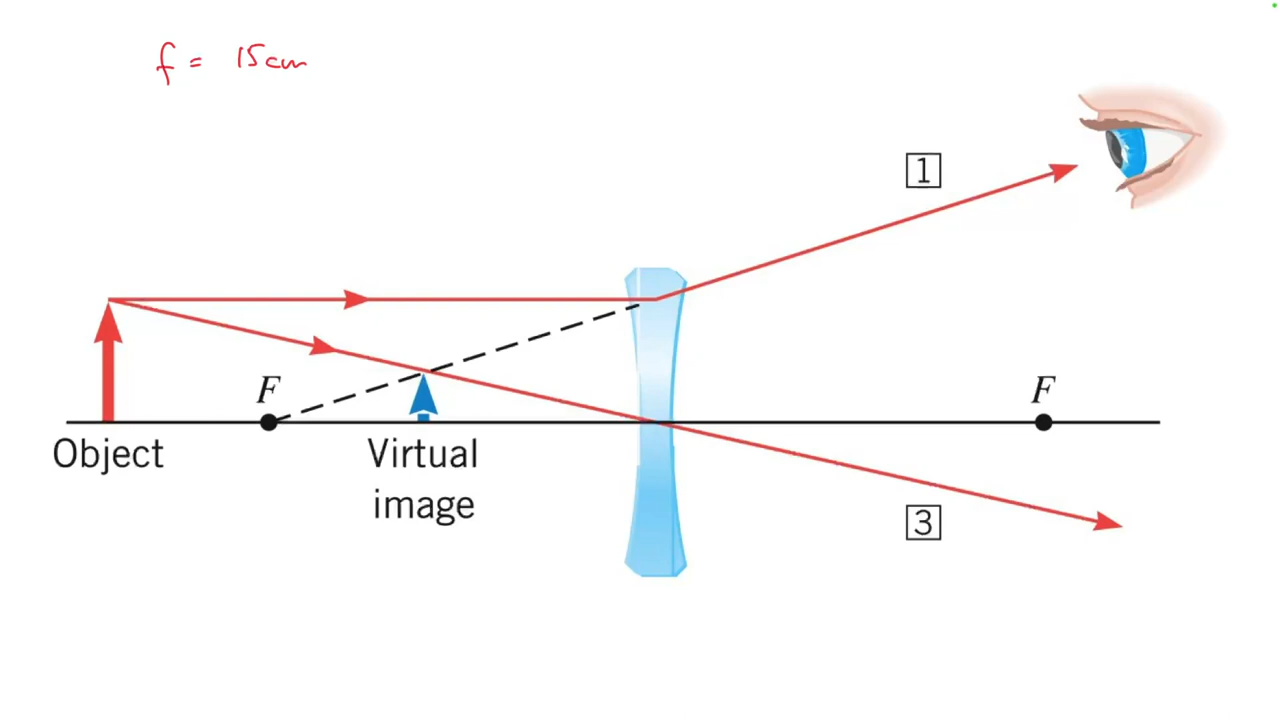 f = 15cm
1
F
F
Object
Virtual
image
3